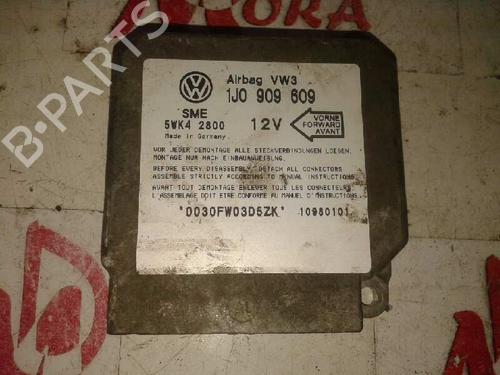 ORA
B-PARTS
Airbag VW3
1J0 909 609
SME
5WK4 2800
Made in Germany
12V
VORNE
FORWARD
AVANT
VOR JEDER DEMONTAGE ALLE STECKVERBINDUNGEN LOESEN.
MONTAGE NUR NACH EINBAUANWEISUNG.
BEFORE EVERY DISASSEMBLY DETACH ALL CONNECTORS
ASSEMBLE STRICTLY ACCORDING TO MANUAL INSTRUCTIONS.
AVANT TOUT DEMONTAGE ENLEVER TOUS LES CONNECTEURS
L'ASSEMBLAGE DOIT ETRE CONFORME AU MANUEL D'INSTRUCTIONS.
*0030FW03D5ZK* 10980101